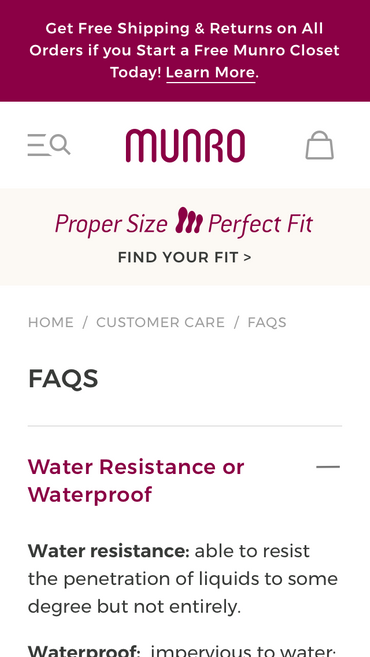 Get Free Shipping & Returns on All
Orders if you Start a Free Munro Closet
Today! Learn More.
MUNRO
Proper Size Perfect Fit
FIND YOUR FIT >
HOME / CUSTOMER CARE / FAQS
FAQS
Water Resistance or
Waterproof
Water resistance: able to resist
the penetration of liquids to some
degree but not entirely.
Waterproof: impervious to water;